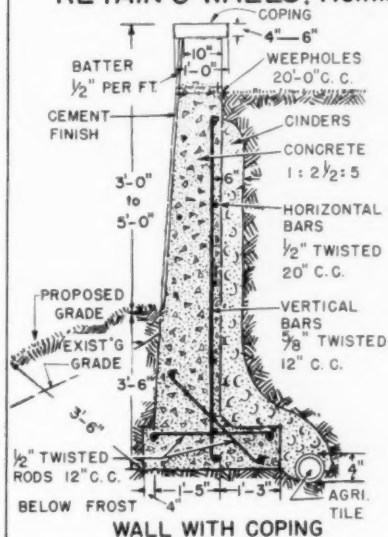 COPING
4"—6"
10"
1'-0"
BATTER
1/2" PER FT.
WEEPHOLES
20'-0" C.C.
CEMENT
FINISH
CINDERS
CONCRETE
1 : 2 1/2 : 5
6"
3'-0"
to
5'-0"
HORIZONTAL
BARS
1/2" TWISTED
20" C.C.
PROPOSED
GRADE
EXIST'G
GRADE
VERTICAL
BARS
5/8" TWISTED
12" C.C.
3'-6"
3'-6"
1/2" TWISTED
RODS 12" C.C.
BELOW FROST
4"
1'-5"
1'-3"
4"
AGRI.
TILE
WALL WITH COPING